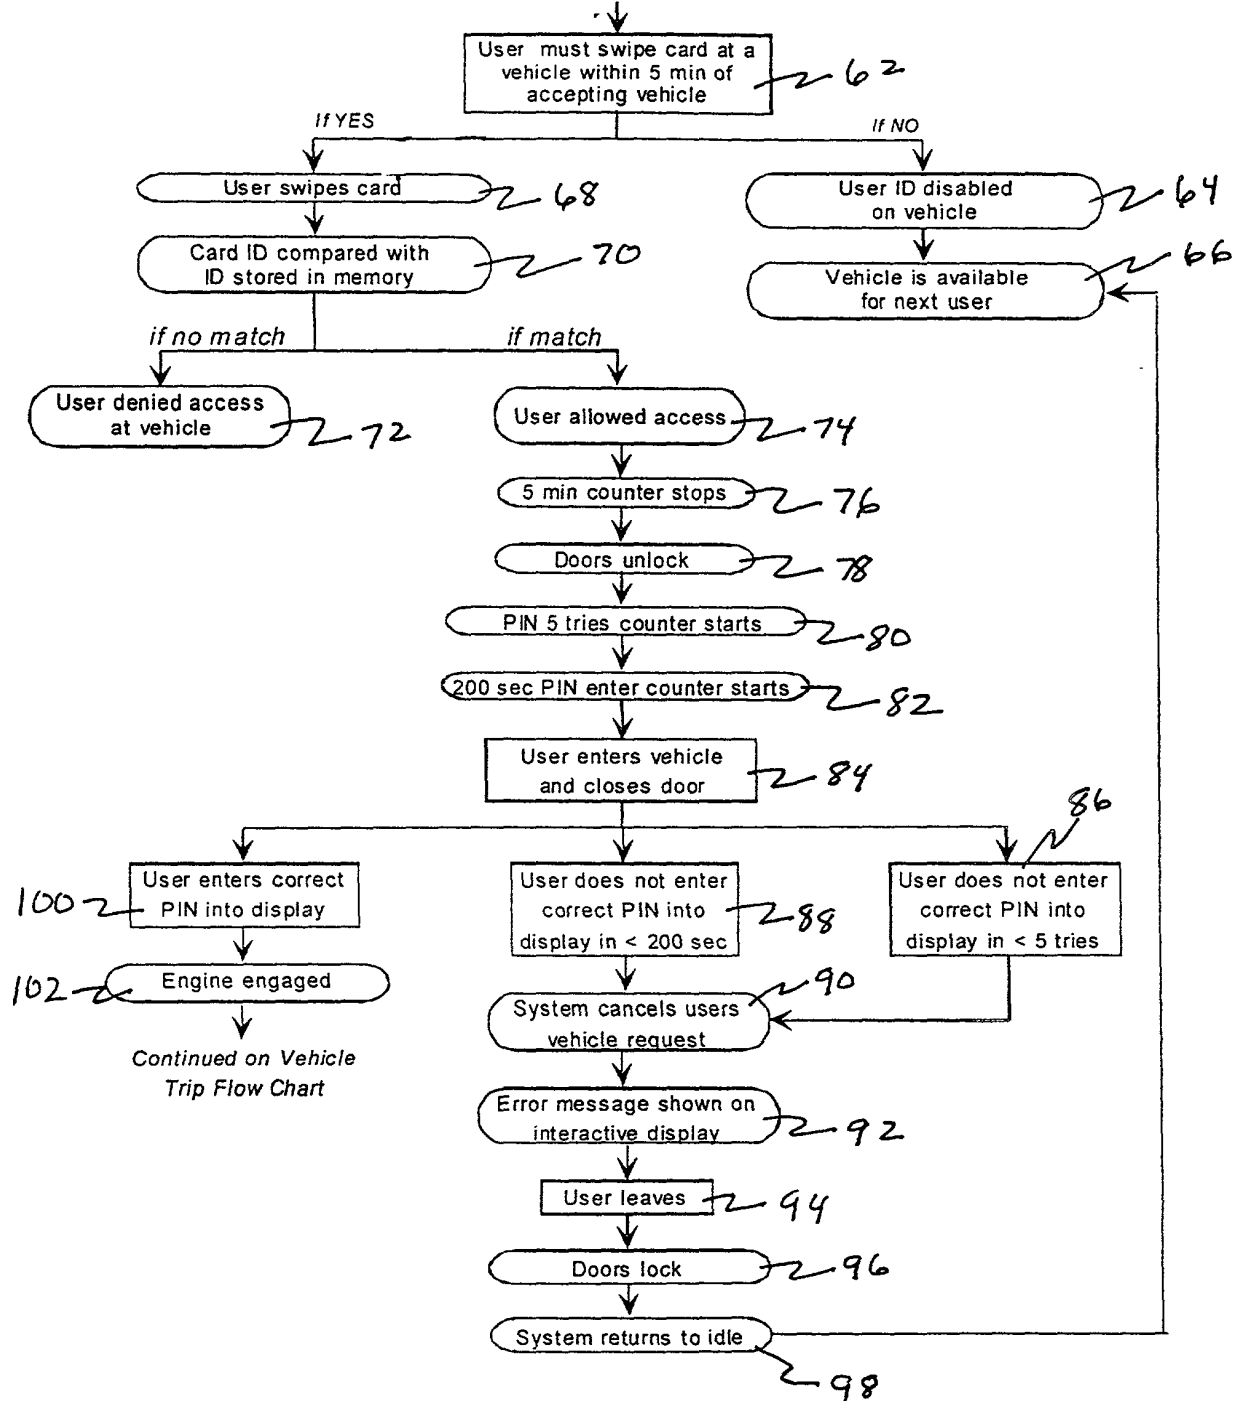 User must swipe card at a
vehicle within 5 min of
accepting vehicle
62
If YES
If NO
User swipes card
68
User ID disabled
on vehicle
64
Card ID compared with
ID stored in memory
70
Vehicle is available
for next user
66
if no match
if match
User denied access
at vehicle
72
User allowed access
74
5 min counter stops
76
Doors unlock
78
PIN 5 tries counter starts
80
200 sec PIN enter counter starts
82
User enters vehicle
and closes door
84
86
100
User enters correct
PIN into display
User does not enter
correct PIN into
display in < 200 sec
88
User does not enter
correct PIN into
display in < 5 tries
102
Engine engaged
Continued on Vehicle
Trip Flow Chart
System cancels users
vehicle request
90
Error message shown on
interactive display
92
User leaves
94
Doors lock
96
System returns to idle
98